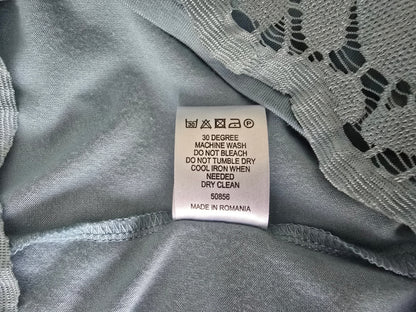 30 DEGREE
MACHINE WASH
DO NOT BLEACH
DO NOT TUMBLE DRY
COOL IRON WHEN
NEEDED
DRY CLEAN
50856
MADE IN ROMANIA